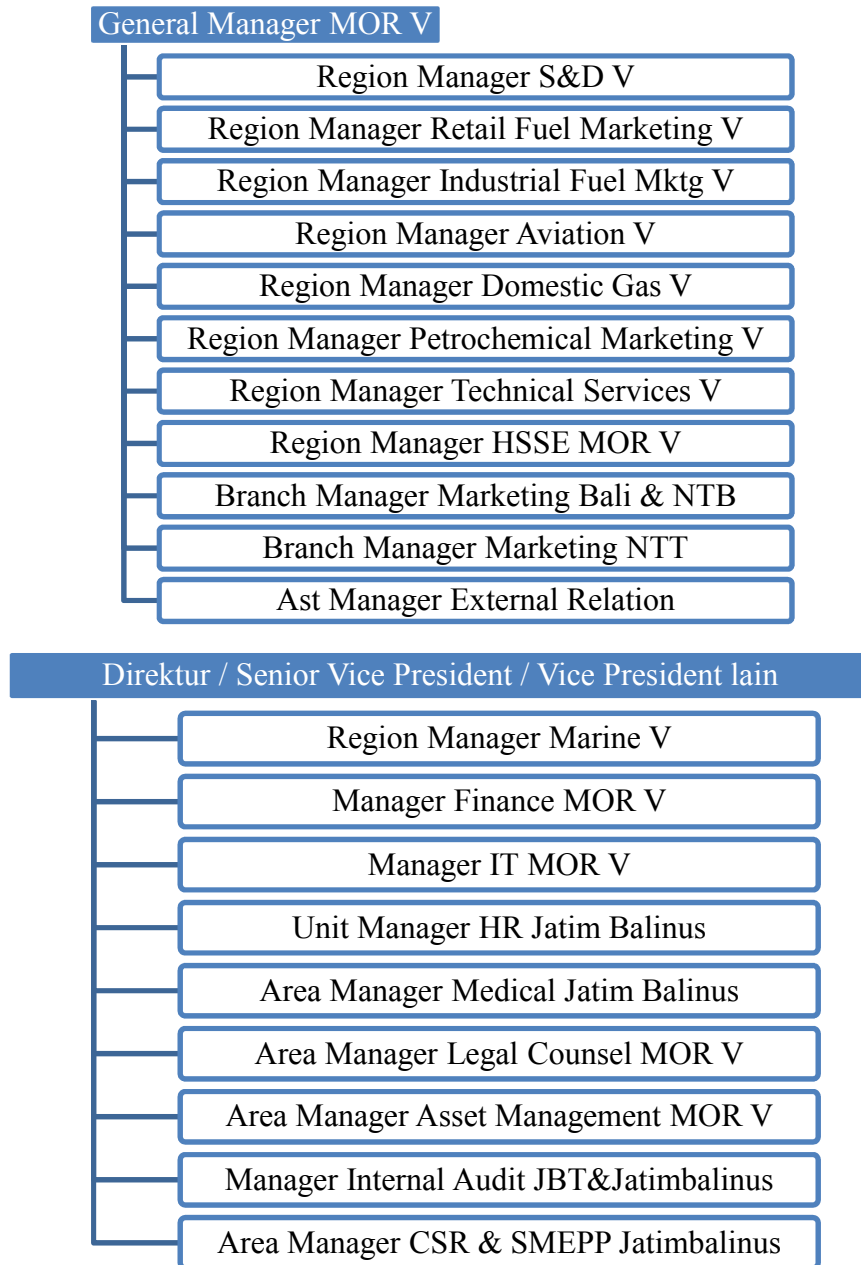 General Manager MOR V
Region Manager S&D V
Region Manager Retail Fuel Marketing V
Region Manager Industrial Fuel Mktg V
Region Manager Aviation V
Region Manager Domestic Gas V
Region Manager Petrochemical Marketing V
Region Manager Technical Services V
Region Manager HSSE MOR V
Branch Manager Marketing Bali & NTB
Branch Manager Marketing NTT
Ast Manager External Relation
Direktur / Senior Vice President / Vice President lain
Region Manager Marine V
Manager Finance MOR V
Manager IT MOR V
Unit Manager HR Jatim Balinus
Area Manager Medical Jatim Balinus
Area Manager Legal Counsel MOR V
Area Manager Asset Management MOR V
Manager Internal Audit JBT&Jatimbalinus
Area Manager CSR & SMEPP Jatimbalinus